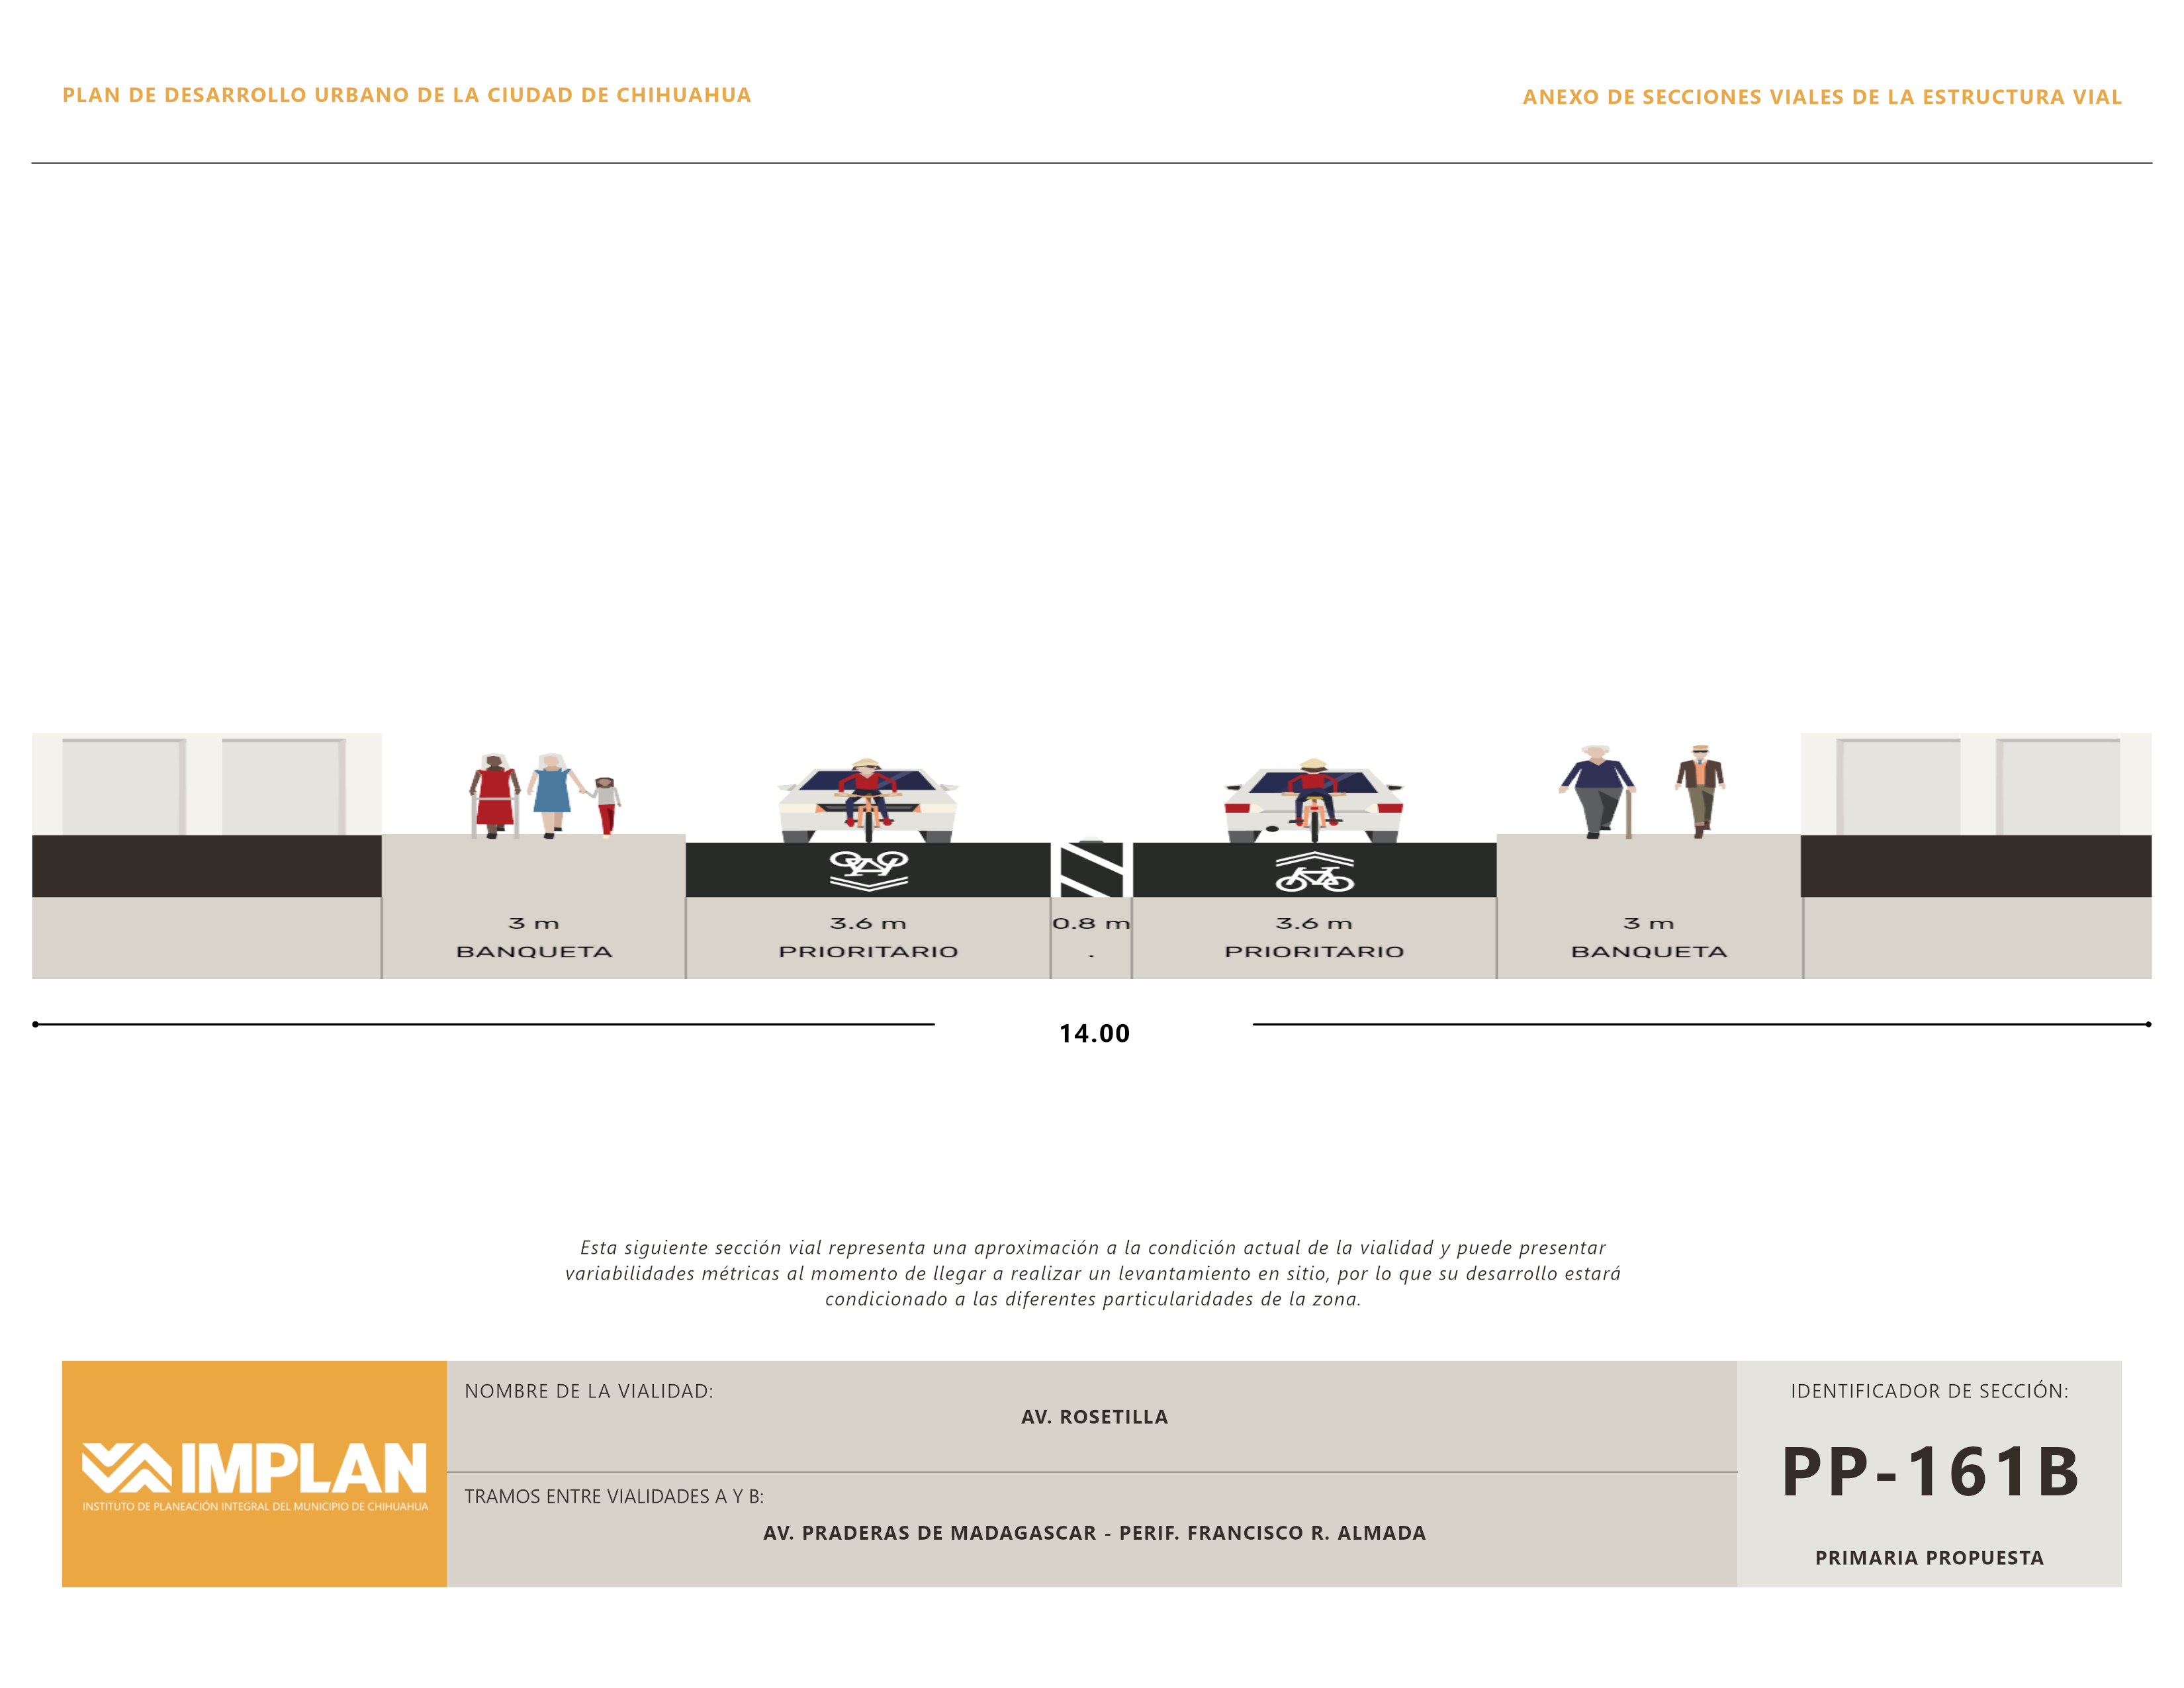 PLAN DE DESARROLLO URBANO DE LA CIUDAD DE CHIHUAHUA
ANEXO DE SECCIONES VIALES DE LA ESTRUCTURA VIAL
3 m
BANQUETA
3.6 m
PRIORITARIO
0.8 m
.
3.6 m
PRIORITARIO
3 m
BANQUETA
14.00
Esta siguiente sección vial representa una aproximación a la condición actual de la vialidad y puede presentar
variabilidades métricas al momento de llegar a realizar un levantamiento en sitio, por lo que su desarrollo estará
condicionado a las diferentes particularidades de la zona.
IMPLAN
INSTITUTO DE PLANEACIÓN INTEGRAL DEL MUNICIPIO DE CHIHUAHUA
NOMBRE DE LA VIALIDAD:
AV. ROSETILLA
TRAMOS ENTRE VIALIDADES A Y B:
AV. PRADERAS DE MADAGASCAR - PERIF. FRANCISCO R. ALMADA
IDENTIFICADOR DE SECCIÓN:
PP-161B
PRIMARIA PROPUESTA